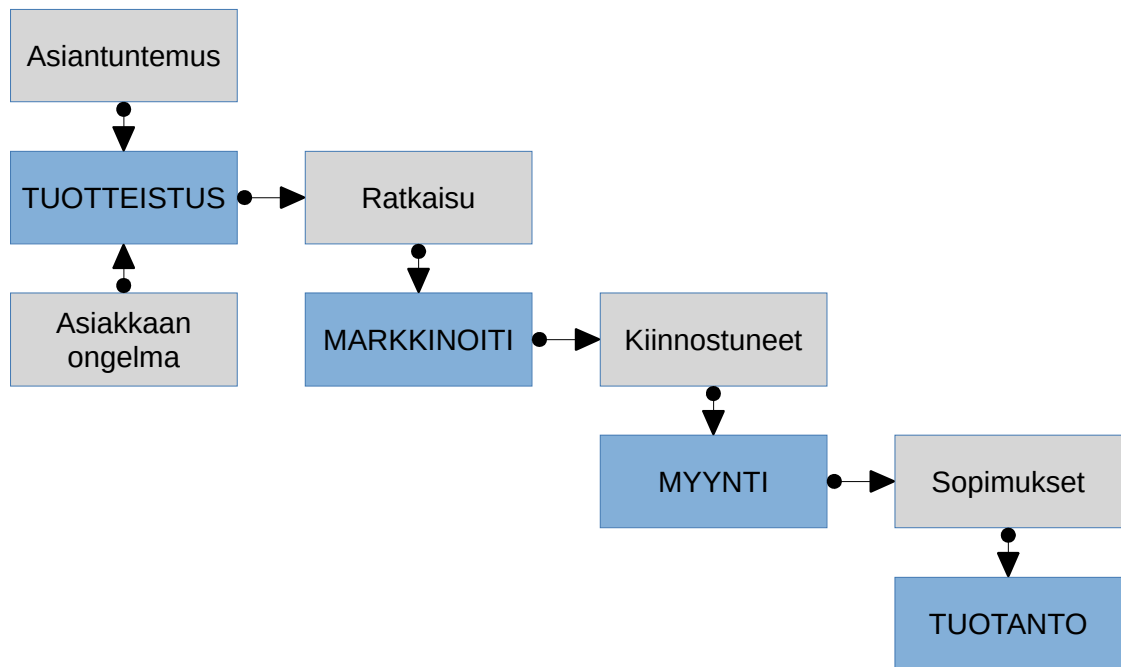 Asiantuntemus
TUOTTEISTUS
Ratkaisu
Asiakkaan
ongelma
MARKKINOITI
Kiinnostuneet
MYYNTI
Sopimukset
TUOTANTO